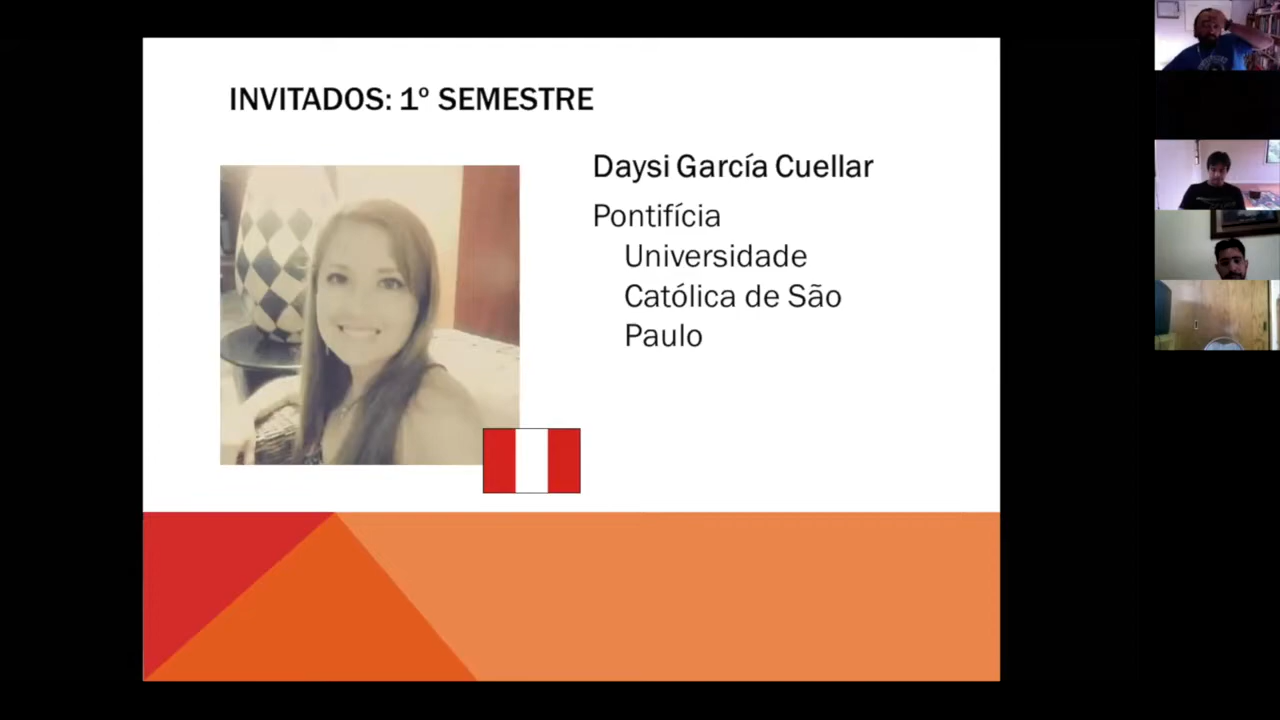 INVITADOS: 1º SEMESTRE
Daysi García Cuellar
Pontifícia
Universidade
Católica de São
Paulo